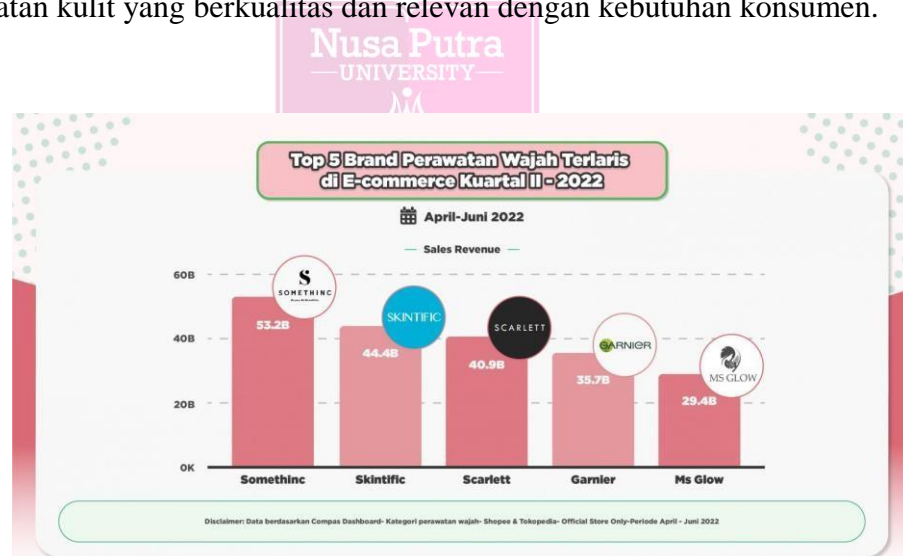 atan kulit yang berkualitas dan relevan dengan kebutuhan konsumen.
Nusa Putra
UNIVERSITY
Top 5 Brand Perawatan Wajah Terlaris
di E-commerce Kuartal II - 2022
April-Juni 2022
Sales Revenue
60B
40B
20B
0K
S
SOMETHINC
53.2B
SKINTIFIC
44.4B
SCARLETT
40.9B
GARNIER
35.7B
MS GLOW
29.4B
Somethinc
Skintific
Scarlett
Garnier
Ms Glow
Disclaimer: Data berdasarkan Compas Dashboard- Kategori perawatan wajah- Shopee & Tokopedia- Official Store Only-Periode April - Juni 2022